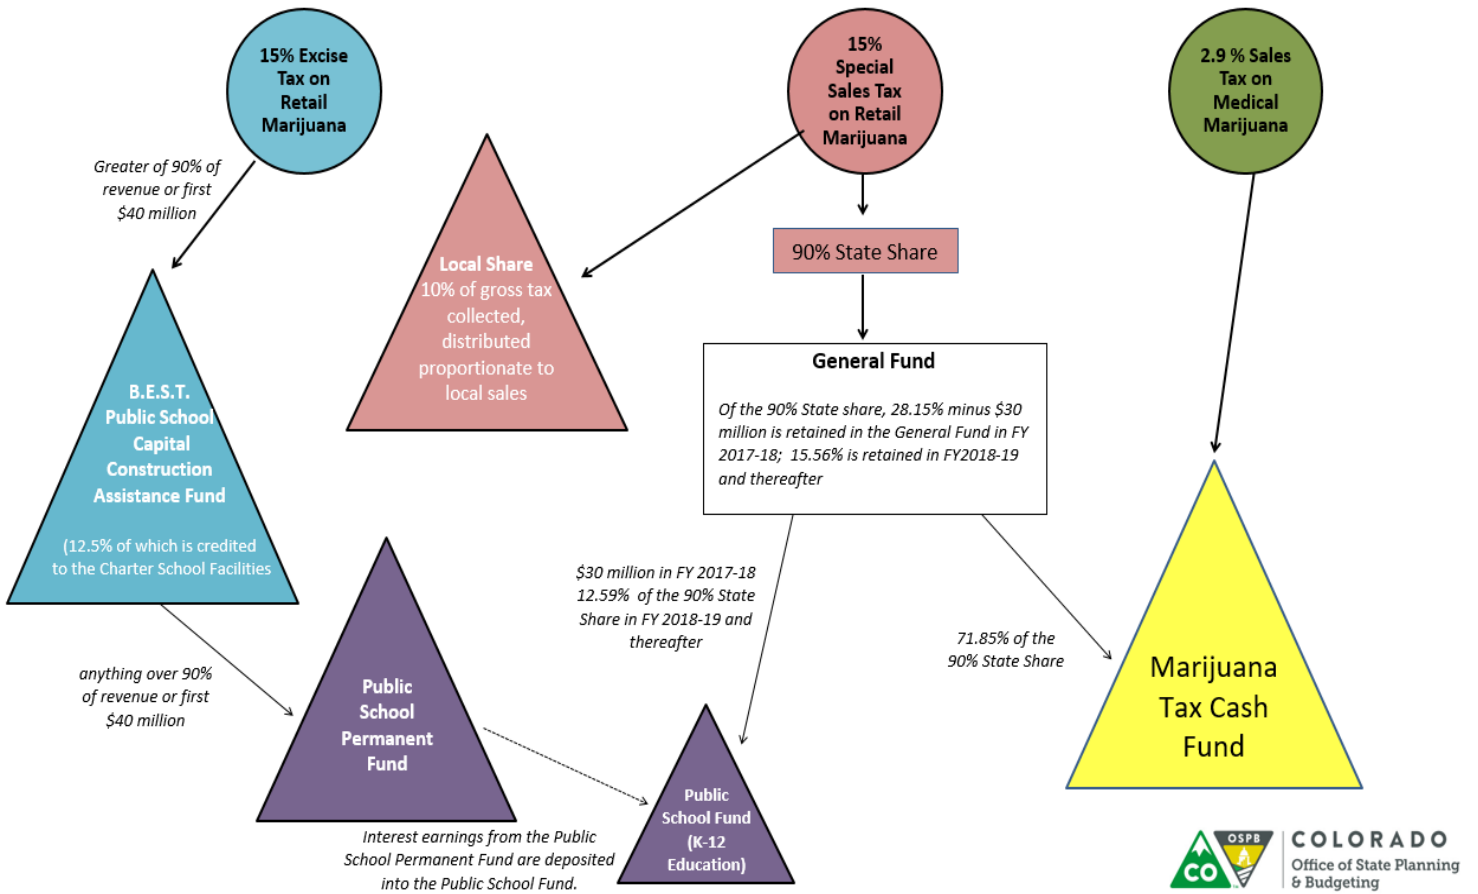 15% Excise
Tax on
Retail
Marijuana
15%
Special
Sales Tax
on Retail
Marijuana
2.9 % Sales
Tax on
Medical
Marijuana
Greater of 90% of
revenue or first
$40 million
90% State Share
Local Share
10% of gross tax
collected,
distributed
proportionate to
local sales
General Fund
Of the 90% State share, 28.15% minus $30
million is retained in the General Fund in FY
2017-18; 15.56% is retained in FY2018-19
and thereafter
B.E.S.T.
Public School
Capital
Construction
Assistance Fund
(12.5% of which is credited
to the Charter School Facilities
$30 million in FY 2017-18
12.59% of the 90% State
Share in FY 2018-19 and
thereafter
71.85% of the
90% State Share
anything over 90%
of revenue or first
$40 million
Public
School
Permanent
Fund
Marijuana
Tax Cash
Fund
Public
School Fund
(K-12
Education)
Interest earnings from the Public
School Permanent Fund are deposited
into the Public School Fund.
CO
TM
OSPB
COLORADO
Office of State Planning
& Budgeting